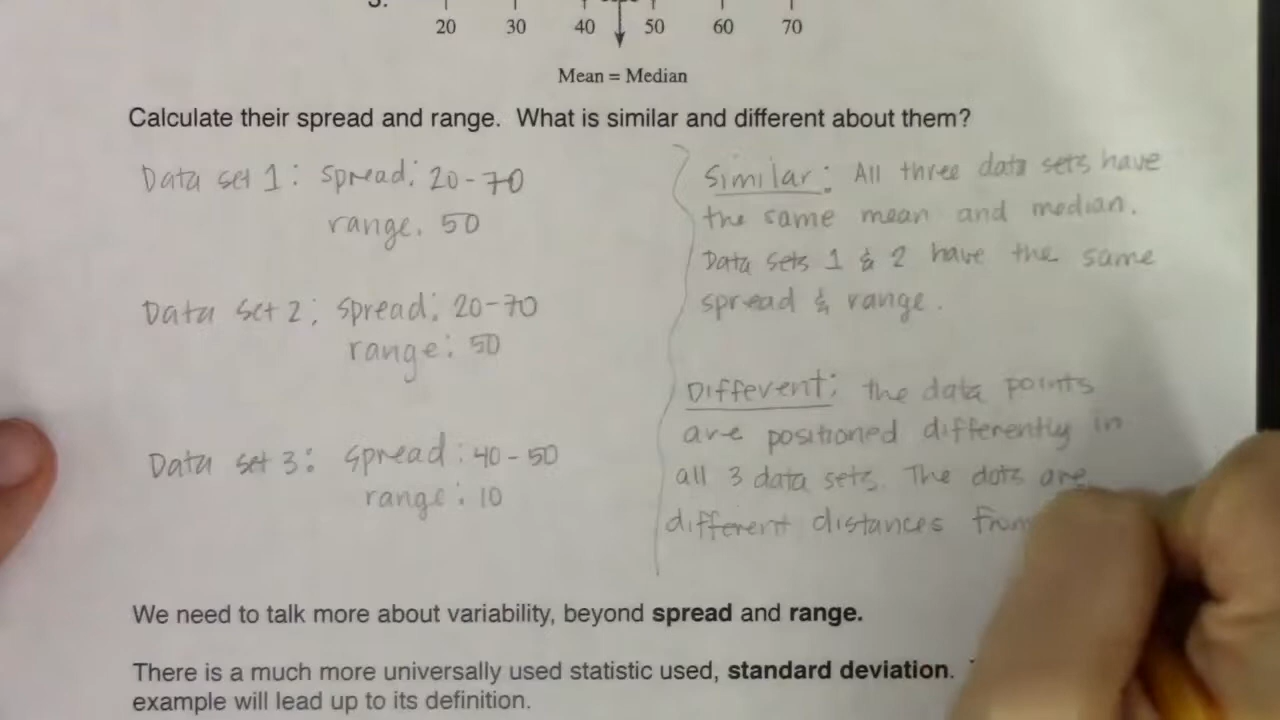 3.
20 30 40 50 60 70
Mean = Median
Calculate their spread and range. What is similar and different about them?
Data set 1: spread: 20-70
range: 50
Data set 2: spread: 20-70
range: 50
Data set 3: spread: 40-50
range: 10
Similar: All three data sets have
the same mean and median.
Data sets 1 & 2 have the same
spread & range.
Different: the data points
are positioned differently in
all 3 data sets. The dots are
different distances from
We need to talk more about variability, beyond spread and range.
There is a much more universally used statistic used, standard deviation.
example will lead up to its definition.